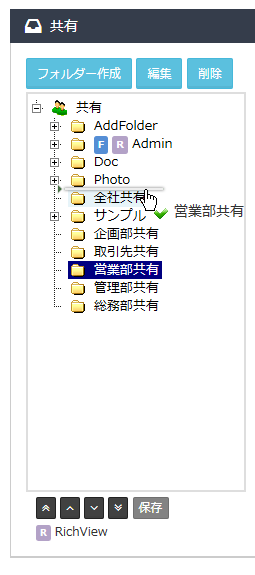 共有
フォルダー作成 編集 削除
共有
AddFolder
F R Admin
Doc
Photo
全社共有
サンプル
営業部共有
企画部共有
取引先共有
営業部共有
管理部共有
総務部共有
保存
R RichView